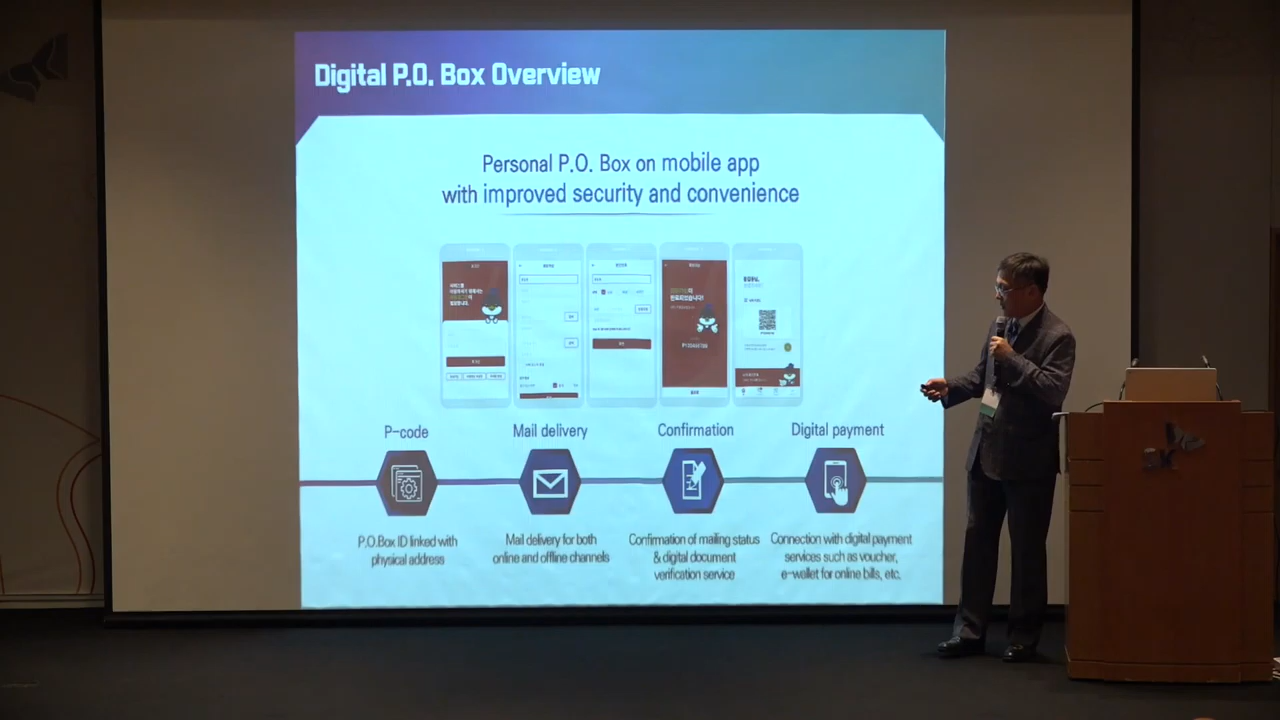 Digital P.O. Box Overview
Personal P.O. Box on mobile app
with improved security and convenience
P-code
Mail delivery
Confirmation
Digital payment
P.O.Box ID linked with
physical address
Mail delivery for both
online and offline channels
Confirmation of mailing status
& digital document
verification service
Connection with digital payment
services such as voucher,
e-wallet for online bills, etc.